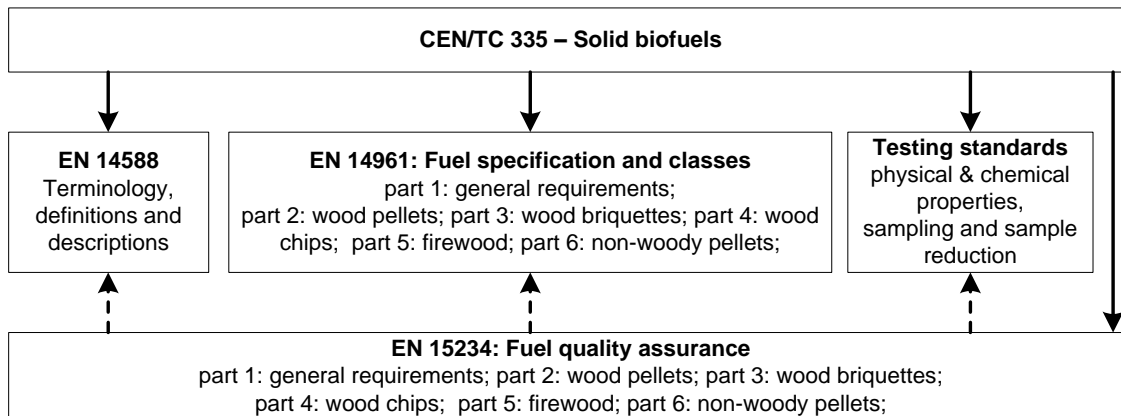 CEN/TC 335 – Solid biofuels
EN 14588
Terminology,
definitions and
descriptions
EN 14961: Fuel specification and classes
part 1: general requirements;
part 2: wood pellets; part 3: wood briquettes; part 4: wood
chips;  part 5: firewood; part 6: non-woody pellets;
Testing standards
physical & chemical
properties,
sampling and sample
reduction
EN 15234: Fuel quality assurance
part 1: general requirements; part 2: wood pellets; part 3: wood briquettes;
part 4: wood chips;  part 5: firewood; part 6: non-woody pellets;